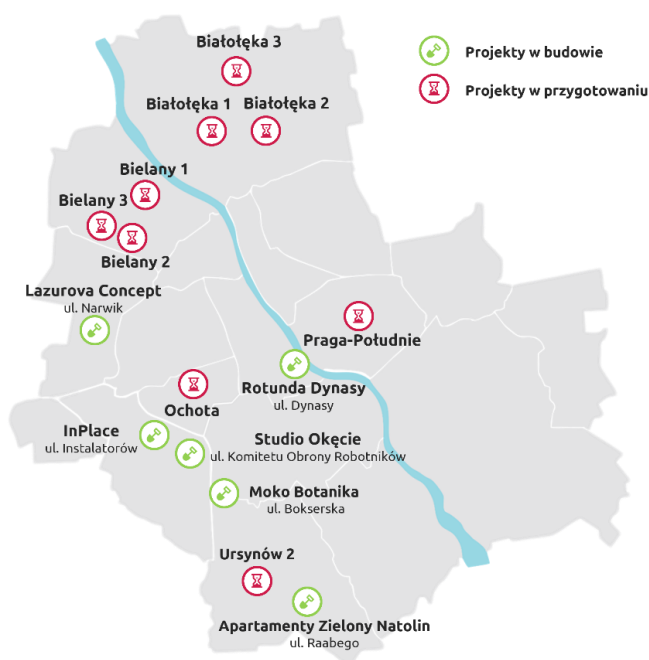 Białołęka 3
Projekty w budowie
Projekty w przygotowaniu
Białołęka 1
Białołęka 2
Bielany 1
Bielany 3
Bielany 2
Lazurova Concept
ul. Narwik
Praga-Południe
Rotunda Dynasy
ul. Dynasy
Ochota
InPlace
ul. Instalatorów
Studio Okęcie
ul. Komitetu Obrony Robotników
Moko Botanika
ul. Bokserska
Ursynów 2
Apartamenty Zielony Natolin
ul. Raabego